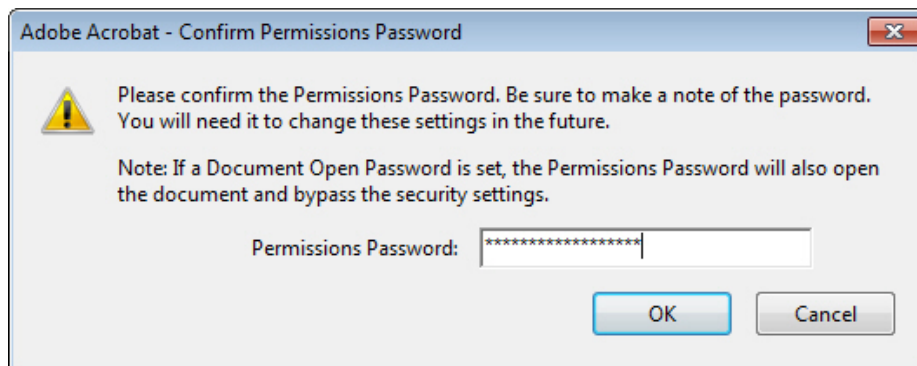 Adobe Acrobat - Confirm Permissions Password
Please confirm the Permissions Password. Be sure to make a note of the password.
You will need it to change these settings in the future.
Note: If a Document Open Password is set, the Permissions Password will also open
the document and bypass the security settings.
Permissions Password: ******************
OK Cancel